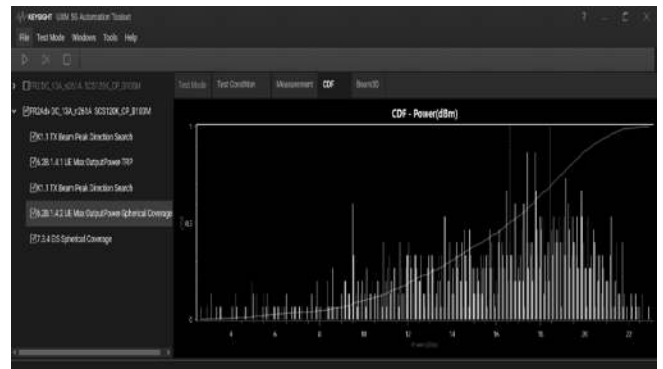 KEYSIGHT UXM 5G Automation Toolset
File Test Mode Windows Tools Help
Test Mode Test Condition Measurement CDF Beam3D
K1.1 TX Beam Peak Direction Search
6.2B.1.4.1 UE Max Output Power TRP
K1.1 TX Beam Peak Direction Search
6.2B.1.4.2 UE Max Output Power Spherical Coverage
7.3.4 EIS Spherical Coverage
CDF - Power(dBm)
1
0.5
0
4 6 8 10 12 14 16 18 20 22
Power(dBm)